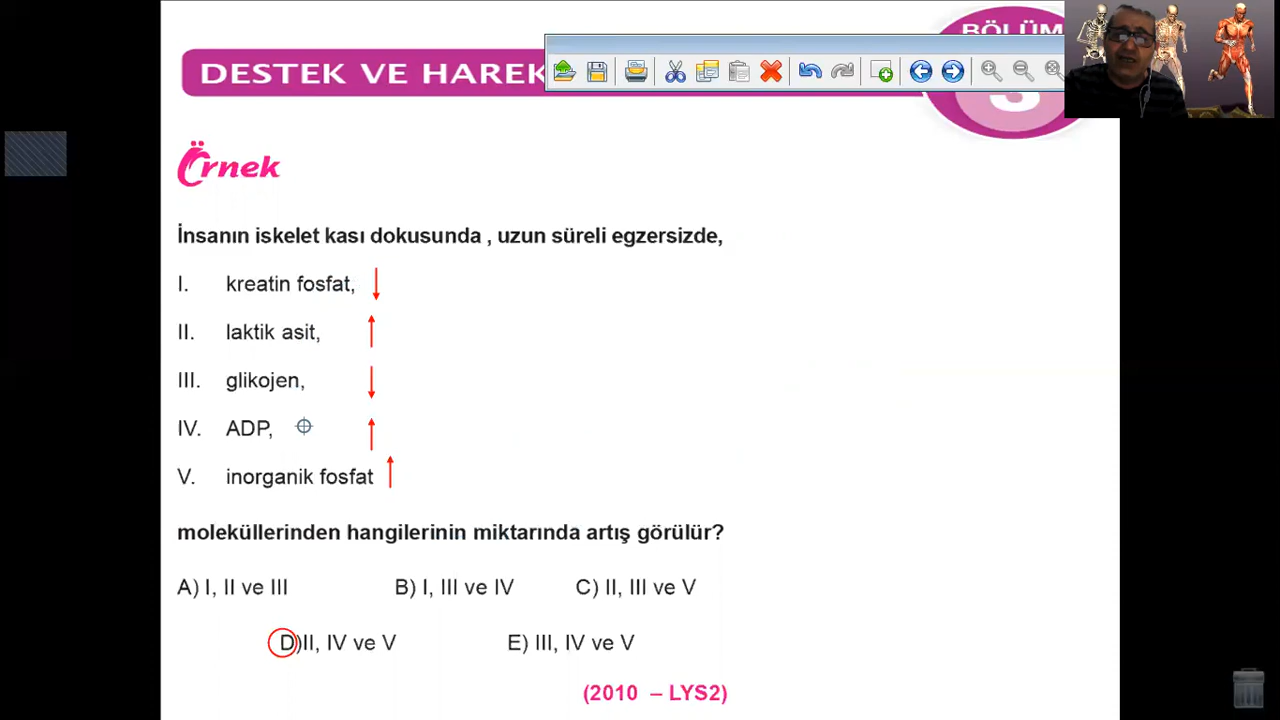 BÖLÜM
DESTEK VE HAREK
3
Örnek
İnsanın iskelet kası dokusunda , uzun süreli egzersizde,
I. kreatin fosfat,
II. laktik asit,
III. glikojen,
IV. ADP,
V. inorganik fosfat
moleküllerinden hangilerinin miktarında artış görülür?
A) I, II ve III B) I, III ve IV C) II, III ve V
D)II, IV ve V E) III, IV ve V
(2010 – LYS2)